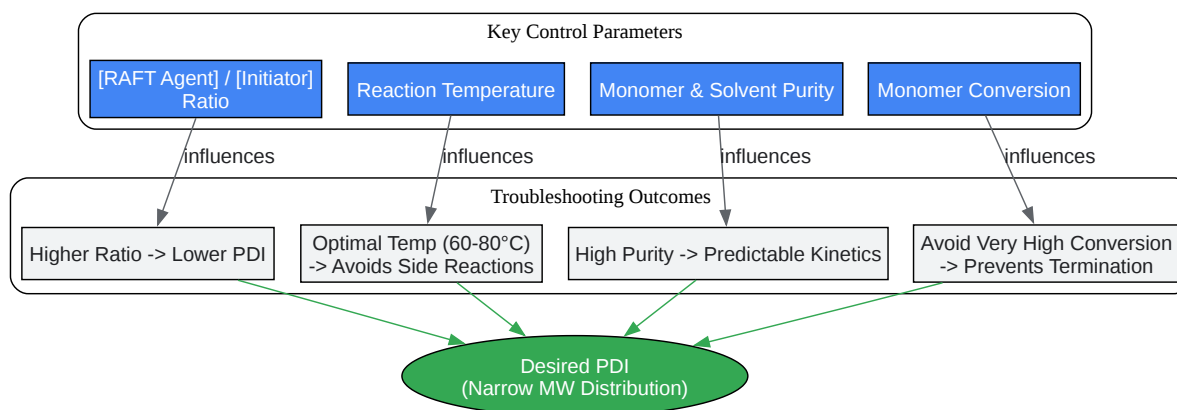 Key Control Parameters
[RAFT Agent] / [Initiator]
Ratio
Reaction Temperature
Monomer & Solvent Purity
Monomer Conversion
influences
influences
influences
influences
Troubleshooting Outcomes
Higher Ratio -> Lower PDI
Optimal Temp (60-80°C)
-> Avoids Side Reactions
High Purity -> Predictable Kinetics
Avoid Very High Conversion
-> Prevents Termination
Desired PDI
(Narrow MW Distribution)